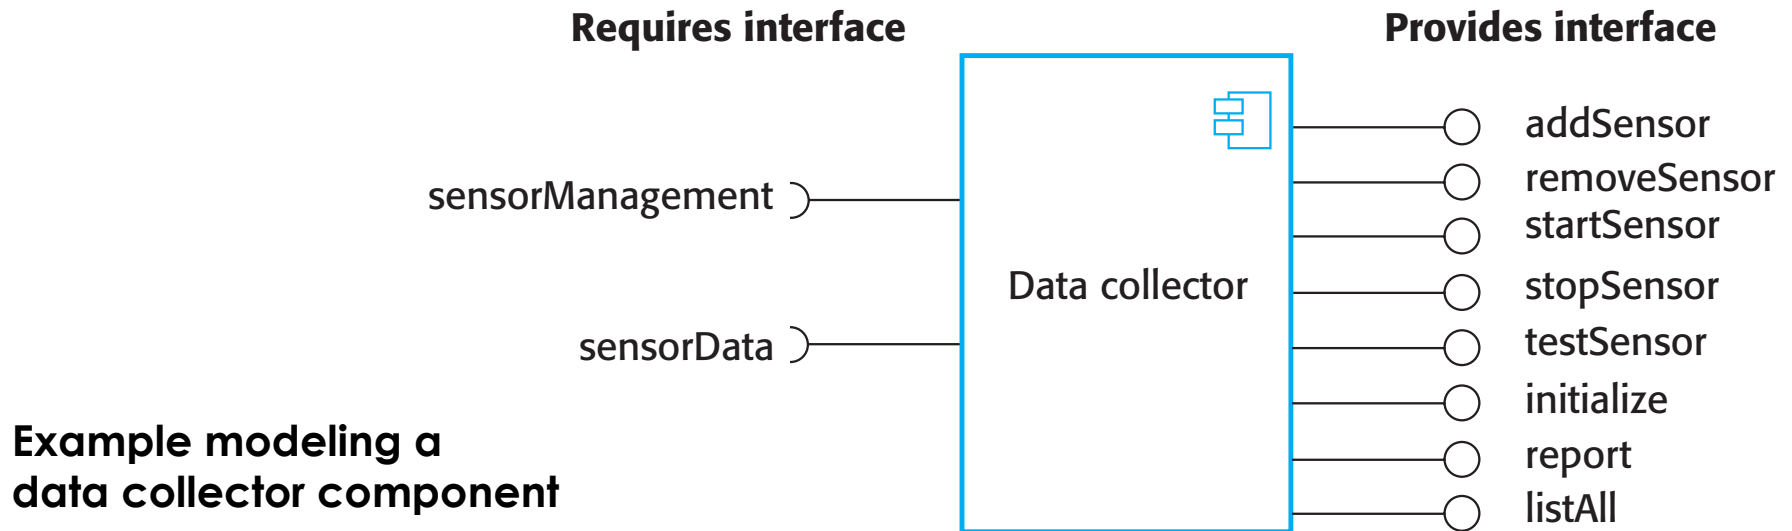 Requires interface
Provides interface
addSensor
removeSensor
sensorManagement
startSensor
Data collector
stopSensor
sensorData
testSensor
initialize
Example modeling a
data collector component
report
listAll